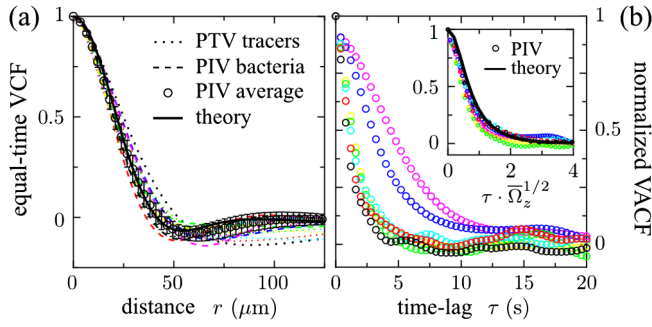 (a)
equal-time VCF
1
0.5
0
PTV tracers
PIV bacteria
PIV average
theory
0 50 100
distance r (μm)
(b)
normalized VACF
1
0.5
0
1
0.5
0
PIV
theory
0 2 4
τ · Ω̅z^1/2
0 5 10 15 20
time-lag τ (s)